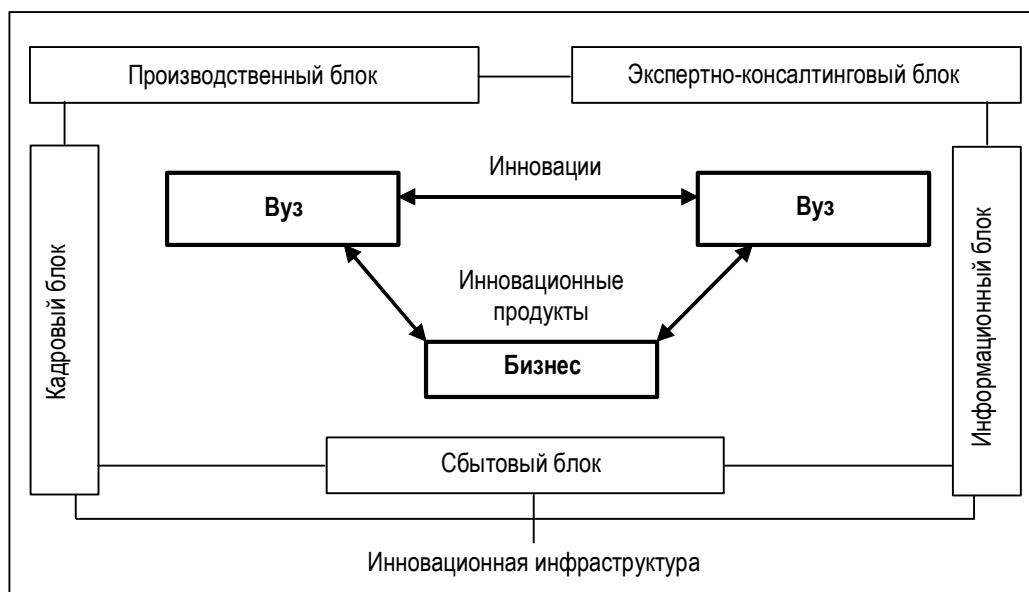 Производственный блок
Экспертно-консалтинговый блок
Инновации
Вуз
Вуз
Кадровый блок
Информационный блок
Инновационные
продукты
Бизнес
Сбытовый блок
Инновационная инфраструктура